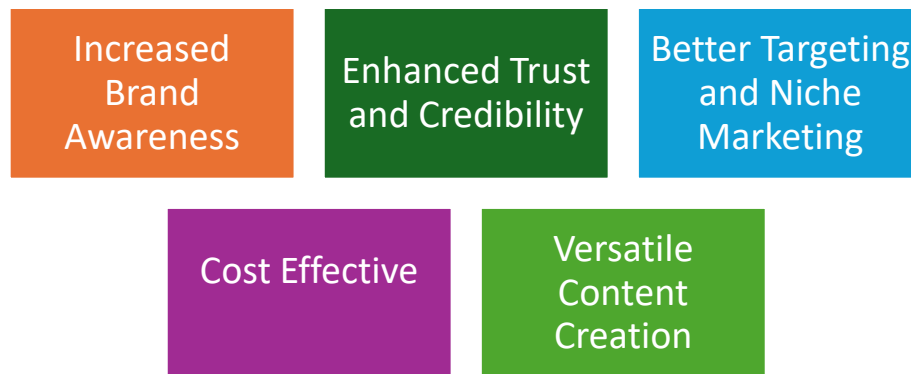 Increased
Brand
Awareness
Enhanced Trust
and Credibility
Better Targeting
and Niche
Marketing
Cost Effective
Versatile
Content
Creation